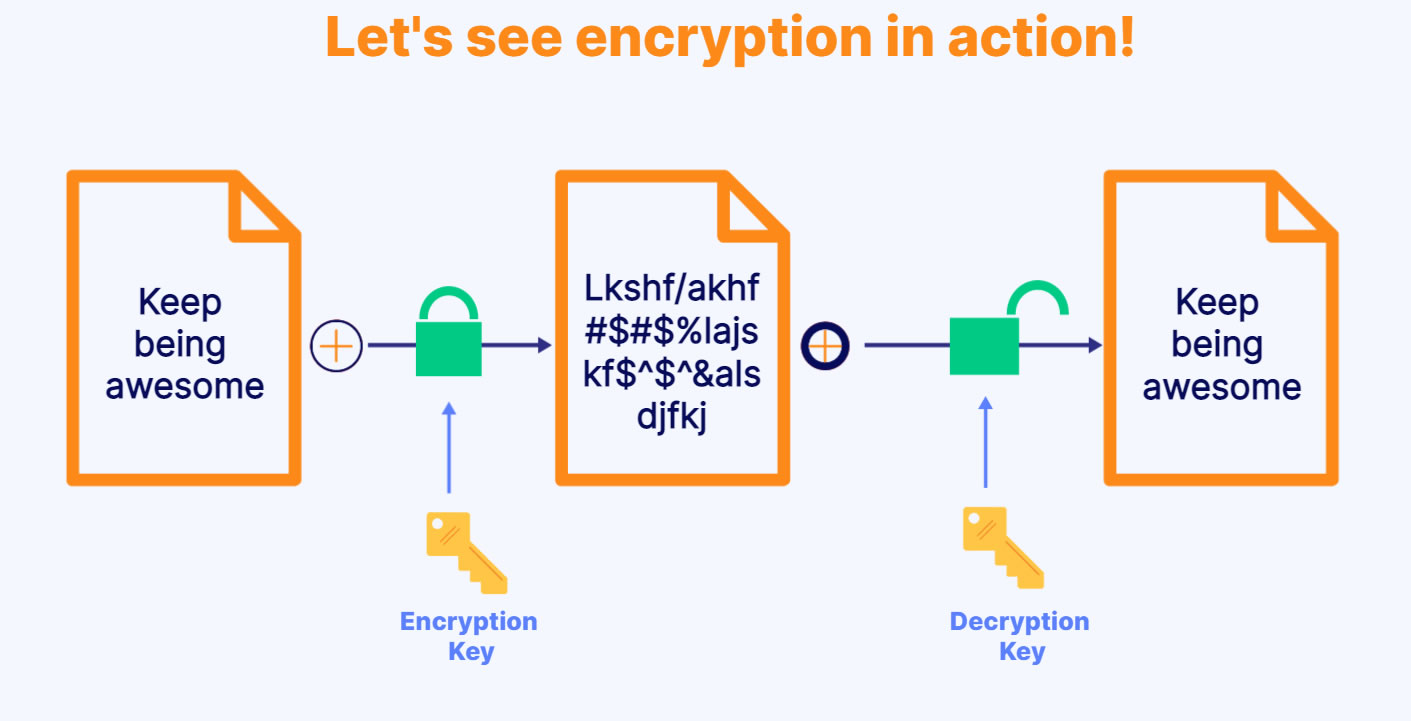 Let's see encryption in action!
Keep
being
awesome
Lkshf/akhf
#$#$%lajs
kf$^$^&als
djfkj
Keep
being
awesome
Encryption
Key
Decryption
Key